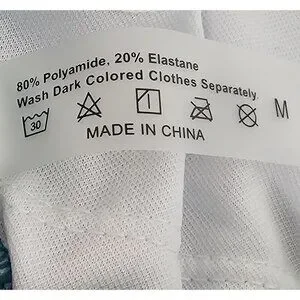 80% Polyamide, 20% Elastane
Wash Dark Colored Clothes Separately
30 M
MADE IN CHINA